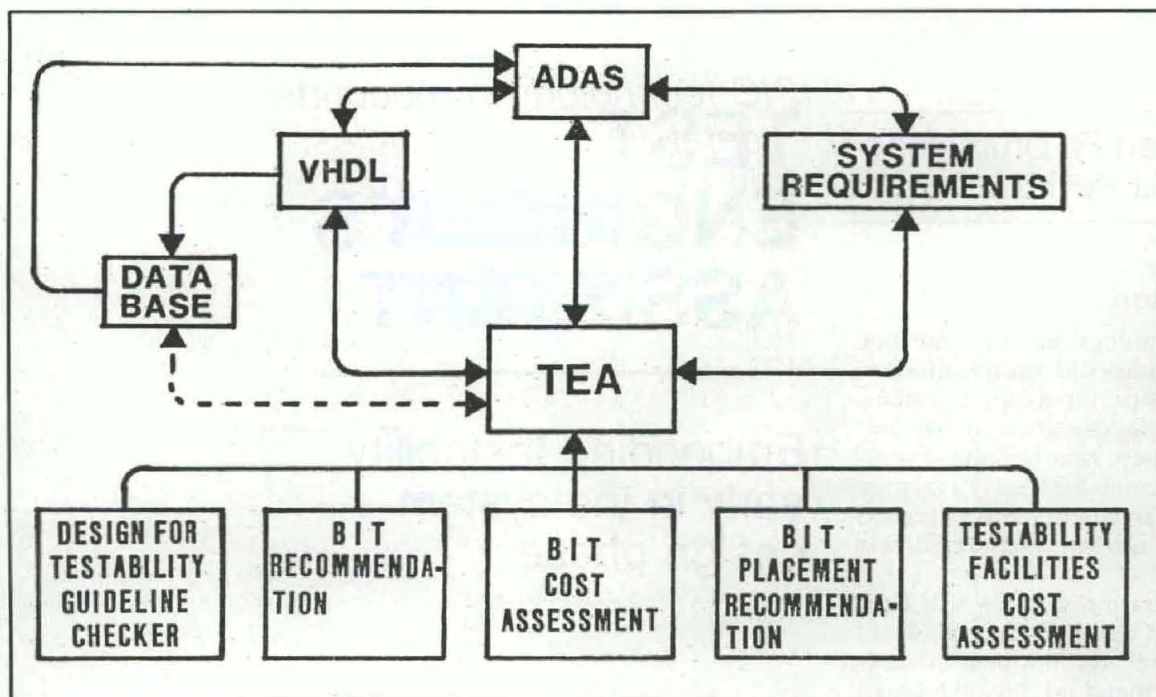 ADAS
VHDL
SYSTEM
REQUIREMENTS
DATA
BASE
TEA
DESIGN FOR
TESTABILITY
GUIDELINE
CHECKER
BIT
RECOMMENDA-
TION
BIT
COST
ASSESSMENT
BIT
PLACEMENT
RECOMMENDA-
TION
TESTABILITY
FACILITIES
COST
ASSESSMENT